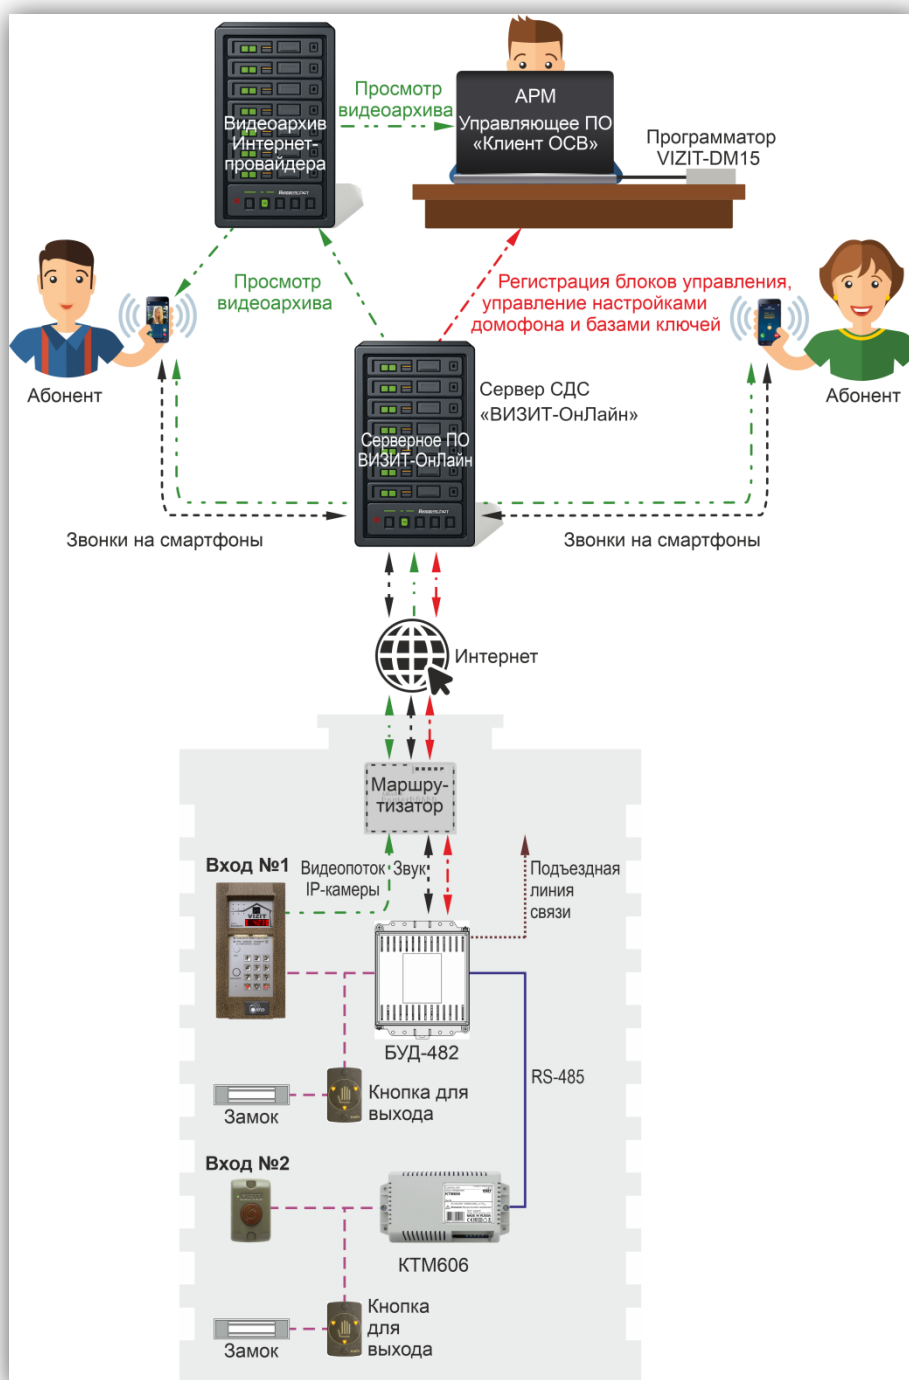 Видеоархив
Интернет-
провайдера
Просмотр
видеоархива
АРМ
Управляющее ПО
«Клиент ОСВ»
Программатор
VIZIT-DM15
Просмотр
видеоархива
Регистрация блоков управления,
управление настройками
домофона и базами ключей
Абонент
Абонент
Сервер СДС
«ВИЗИТ-ОнЛайн»
Серверное ПО
ВИЗИТ-ОнЛайн
Звонки на смартфоны
Звонки на смартфоны
Интернет
Маршру-
тизатор
Вход №1
Видеопоток
IP-камеры
Звук
Подъездная
линия
связи
VIZIT
БУД-482
RS-485
Кнопка для
выхода
Замок
Вход №2
КТМ606
КТМ606
Кнопка
для
выхода
Замок